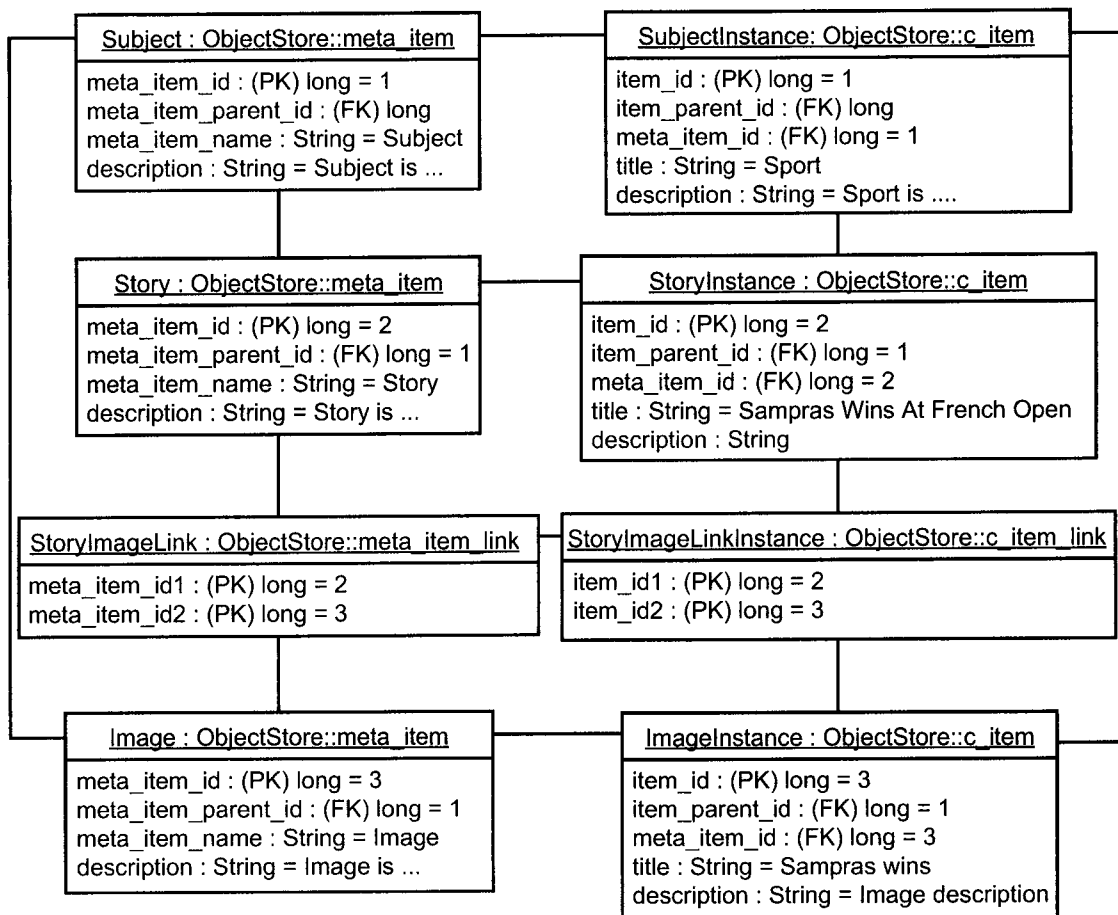 Subject : ObjectStore::meta_item
meta_item_id : (PK) long = 1
meta_item_parent_id : (FK) long
meta_item_name : String = Subject
description : String = Subject is ...
SubjectInstance: ObjectStore::c_item
item_id : (PK) long = 1
item_parent_id : (FK) long
meta_item_id : (FK) long = 1
title : String = Sport
description : String = Sport is ....
Story : ObjectStore::meta_item
meta_item_id : (PK) long = 2
meta_item_parent_id : (FK) long = 1
meta_item_name : String = Story
description : String = Story is ...
StoryInstance : ObjectStore::c_item
item_id : (PK) long = 2
item_parent_id : (FK) long = 1
meta_item_id : (FK) long = 2
title : String = Sampras Wins At French Open
description : String
StoryImageLink : ObjectStore::meta_item_link
meta_item_id1 : (PK) long = 2
meta_item_id2 : (PK) long = 3
StoryImageLinkInstance : ObjectStore::c_item_link
item_id1 : (PK) long = 2
item_id2 : (PK) long = 3
Image : ObjectStore::meta_item
meta_item_id : (PK) long = 3
meta_item_parent_id : (FK) long = 1
meta_item_name : String = Image
description : String = Image is ...
ImageInstance : ObjectStore::c_item
item_id : (PK) long = 3
item_parent_id : (FK) long = 1
meta_item_id : (FK) long = 3
title : String = Sampras wins
description : String = Image description